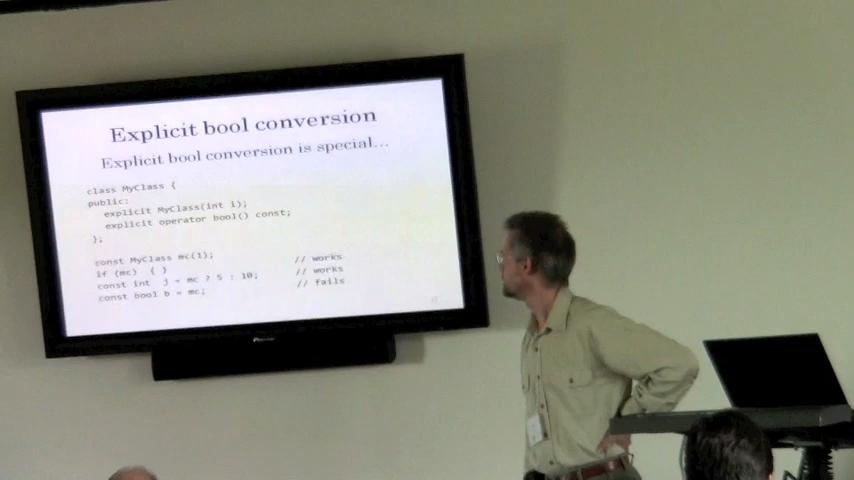 Explicit bool conversion
Explicit bool conversion is special...
class MyClass {
public:
explicit MyClass(int i);
explicit operator bool() const;
};
const MyClass mc(1); // works
if (mc) { } // works
const int j = mc ? 5 : 10; // fails
const bool b = mc;
Pioneer